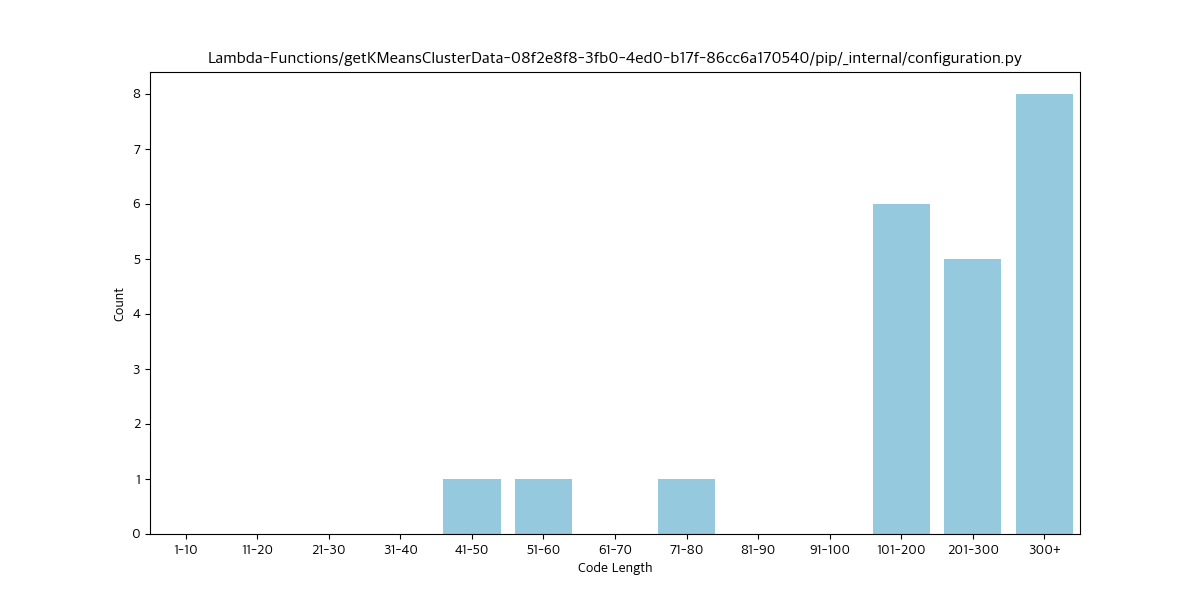 Lambda-Functions/getKMeansClusterData-08f2e8f8-3fb0-4ed0-b17f-86cc6a170540/pip/_internal/configuration.py
8
7
6
5
4
3
2
1
0
Count
1-10 11-20 21-30 31-40 41-50 51-60 61-70 71-80 81-90 91-100 101-200 201-300 300+
Code Length